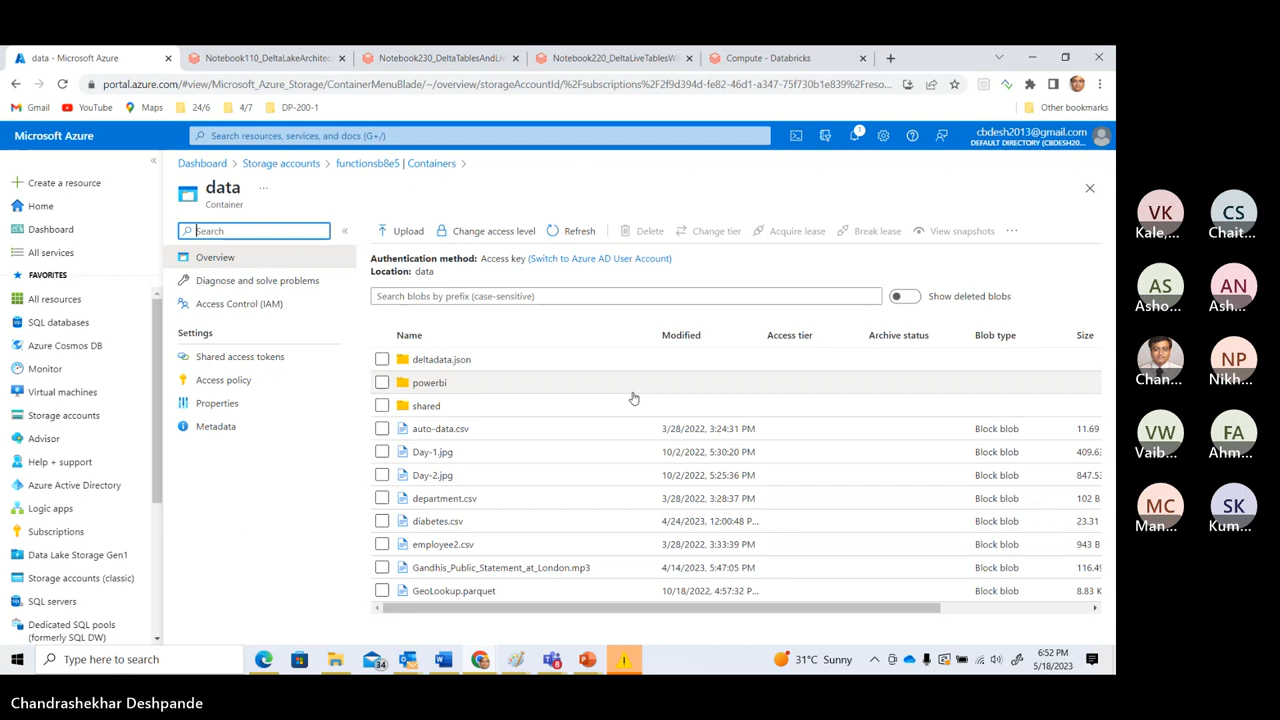 data - Microsoft Azure
Notebook110_DeltaLakeArchitec
Notebook230_DeltaTablesAndLiv
Notebook220_DeltaLiveTablesWi
Compute - Databricks
portal.azure.com/#view/Microsoft_Azure_Storage/ContainerMenuBlade/~/overview/storageAccountId/%2Fsubscriptions%2F2f9d394d-fe82-46d1-a347-75f730b1e839%2Freso...
Gmail
YouTube
Maps
24/6
4/7
DP-200-1
Other bookmarks
Microsoft Azure
Search resources, services, and docs (G+/)
1
cbdesh2013@gmail.com
DEFAULT DIRECTORY (CBDESH20...
Create a resource
Home
Dashboard
All services
FAVORITES
All resources
SQL databases
Azure Cosmos DB
Monitor
Virtual machines
Storage accounts
Advisor
Help + support
Azure Active Directory
Logic apps
Subscriptions
Data Lake Storage Gen1
Storage accounts (classic)
SQL servers
Dedicated SQL pools
(formerly SQL DW)
Dashboard > Storage accounts > functionsb8e5 | Containers >
data ...
Container
Search
Overview
Diagnose and solve problems
Access Control (IAM)
Settings
Shared access tokens
Access policy
Properties
Metadata
Upload
Change access level
Refresh
Delete
Change tier
Acquire lease
Break lease
View snapshots
...
Authentication method: Access key (Switch to Azure AD User Account)
Location: data
Search blobs by prefix (case-sensitive)
Show deleted blobs
Name Modified Access tier Archive status Blob type Size
deltadata.json
powerbi
shared
auto-data.csv 3/28/2022, 3:24:31 PM Block blob 11.69
Day-1.jpg 10/2/2022, 5:30:20 PM Block blob 409.63
Day-2.jpg 10/2/2022, 5:25:36 PM Block blob 847.53
department.csv 3/28/2022, 3:28:37 PM Block blob 102 B
diabetes.csv 4/24/2023, 12:00:48 P... Block blob 23.31
employee2.csv 3/28/2022, 3:33:39 PM Block blob 943 B
Gandhis_Public_Statement_at_London.mp3 4/14/2023, 5:47:05 PM Block blob 116.49
GeoLookup.parquet 10/18/2022, 4:57:32 P... Block blob 8.83 K
Type here to search
34
8
31°C Sunny
6:52 PM
5/18/2023
VK
Kale,...
CS
Chait...
AS
Asho...
AN
Ash...
Chan...
NP
Nikh...
VW
Vaib...
FA
Ahm...
MC
Man...
SK
Kum...
Chandrashekhar Deshpande